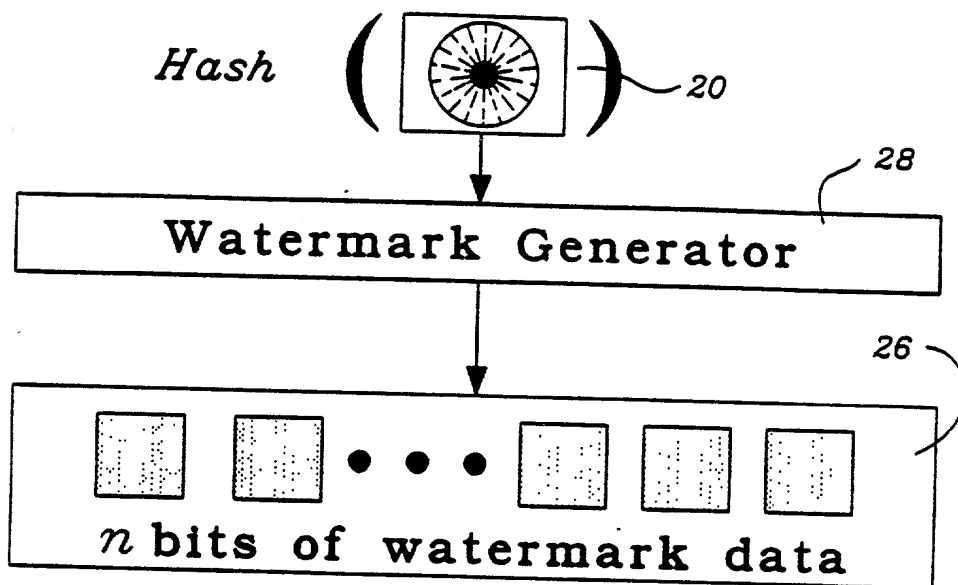 Hash ( ) 20
28
Watermark Generator
26
n bits of watermark data